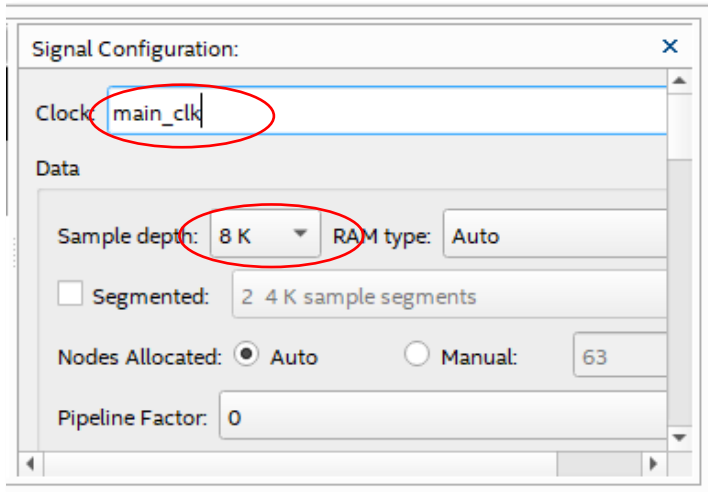 Signal Configuration:
Clock: main_clk
Data
Sample depth: 8 K RAM type: Auto
Segmented: 2 4 K sample segments
Nodes Allocated: Auto Manual: 63
Pipeline Factor: 0